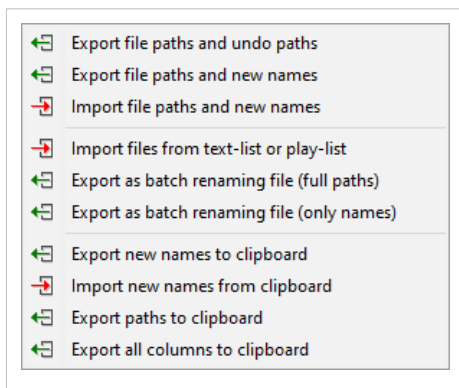 Export file paths and undo paths
Export file paths and new names
Import file paths and new names
Import files from text-list or play-list
Export as batch renaming file (full paths)
Export as batch renaming file (only names)
Export new names to clipboard
Import new names from clipboard
Export paths to clipboard
Export all columns to clipboard